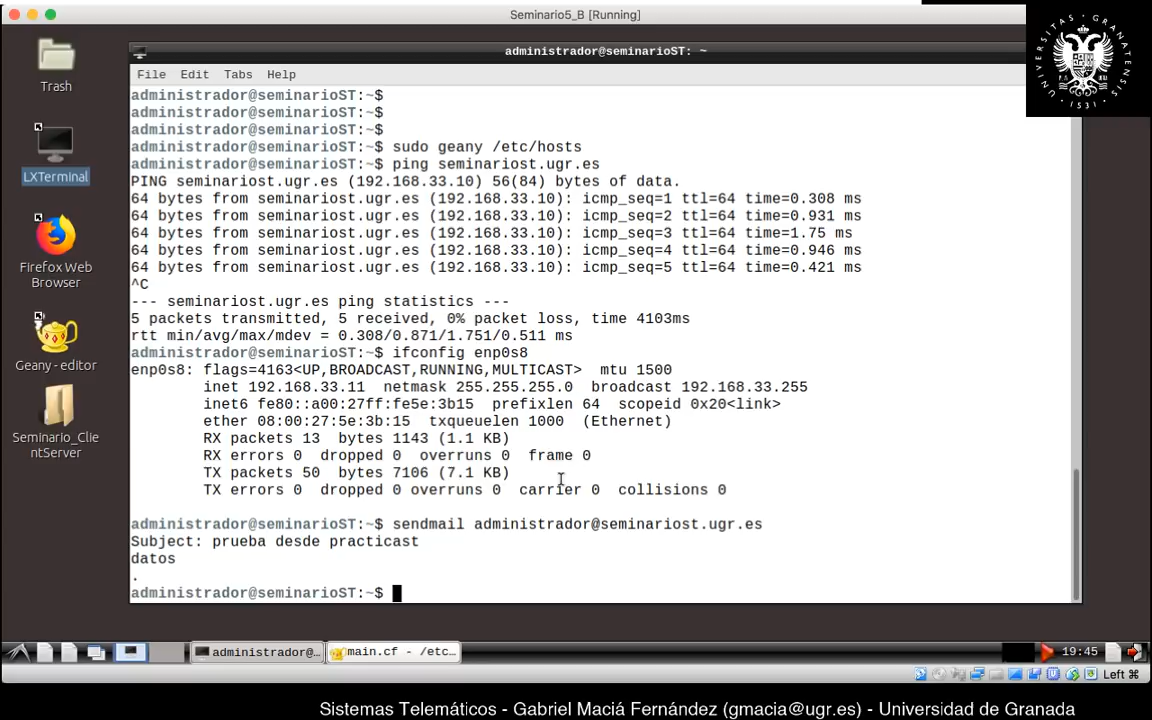 Seminario5_B [Running]
UNIVERSITAS GRANATENSIS
1531
Trash
LXTerminal
Firefox Web
Browser
Geany - editor
Seminario_Clie
ntServer
administrador@seminarioST: ~
File Edit Tabs Help
administrador@seminarioST:~$
administrador@seminarioST:~$
administrador@seminarioST:~$
administrador@seminarioST:~$ sudo geany /etc/hosts
administrador@seminarioST:~$ ping seminariost.ugr.es
PING seminariost.ugr.es (192.168.33.10) 56(84) bytes of data.
64 bytes from seminariost.ugr.es (192.168.33.10): icmp_seq=1 ttl=64 time=0.308 ms
64 bytes from seminariost.ugr.es (192.168.33.10): icmp_seq=2 ttl=64 time=0.931 ms
64 bytes from seminariost.ugr.es (192.168.33.10): icmp_seq=3 ttl=64 time=1.75 ms
64 bytes from seminariost.ugr.es (192.168.33.10): icmp_seq=4 ttl=64 time=0.946 ms
64 bytes from seminariost.ugr.es (192.168.33.10): icmp_seq=5 ttl=64 time=0.421 ms
^C
--- seminariost.ugr.es ping statistics ---
5 packets transmitted, 5 received, 0% packet loss, time 4103ms
rtt min/avg/max/mdev = 0.308/0.871/1.751/0.511 ms
administrador@seminarioST:~$ ifconfig enp0s8
enp0s8: flags=4163<UP,BROADCAST,RUNNING,MULTICAST>  mtu 1500
inet 192.168.33.11  netmask 255.255.255.0  broadcast 192.168.33.255
inet6 fe80::a00:27ff:fe5e:3b15  prefixlen 64  scopeid 0x20<link>
ether 08:00:27:5e:3b:15  txqueuelen 1000  (Ethernet)
RX packets 13  bytes 1143 (1.1 KB)
RX errors 0  dropped 0  overruns 0  frame 0
TX packets 50  bytes 7106 (7.1 KB)
TX errors 0  dropped 0 overruns 0  carrier 0  collisions 0
administrador@seminarioST:~$ sendmail administrador@seminariost.ugr.es
Subject: prueba desde practicast
datos
.
administrador@seminarioST:~$
administrador@...
main.cf - /etc...
19:45
Left ⌘
Sistemas Telemáticos - Gabriel Maciá Fernández (gmacia@ugr.es) - Universidad de Granada